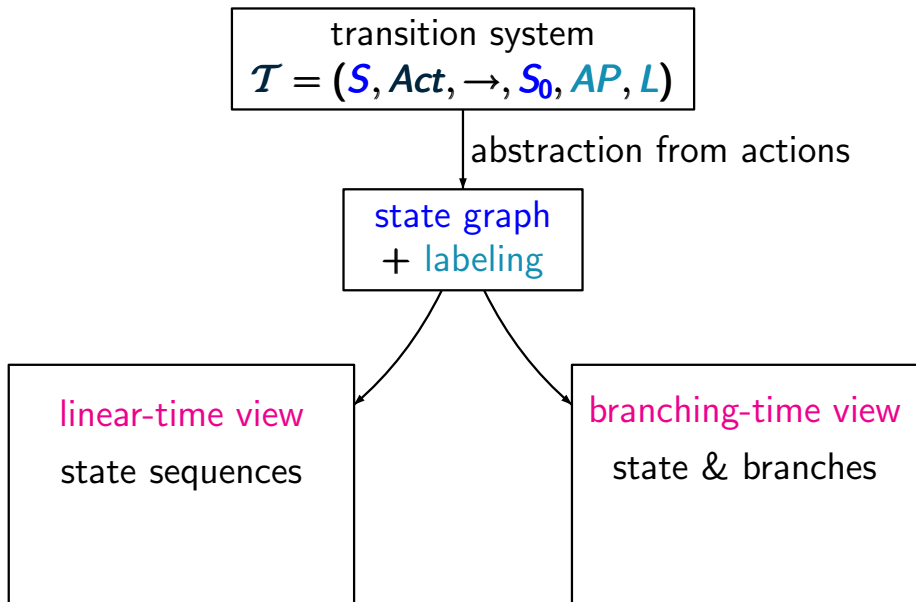 transition system
𝒯 = (S, Act, →, S₀, AP, L)
abstraction from actions
state graph
+ labeling
linear-time view
state sequences
branching-time view
state & branches